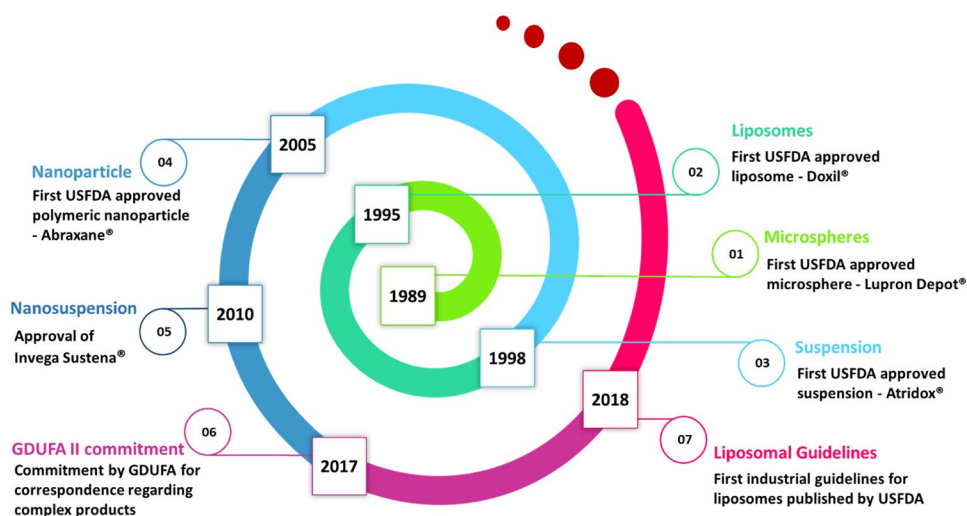 1989
01
Microspheres
First USFDA approved
microsphere - Lupron Depot®
1995
02
Liposomes
First USFDA approved
liposome - Doxil®
1998
03
Suspension
First USFDA approved
suspension - Atridox®
2005
04
Nanoparticle
First USFDA approved
polymeric nanoparticle
- Abraxane®
2010
05
Nanosuspension
Approval of
Invega Sustena®
2017
06
GDUFA II commitment
Commitment by GDUFA for
correspondence regarding
complex products
2018
07
Liposomal Guidelines
First industrial guidelines for
liposomes published by USFDA